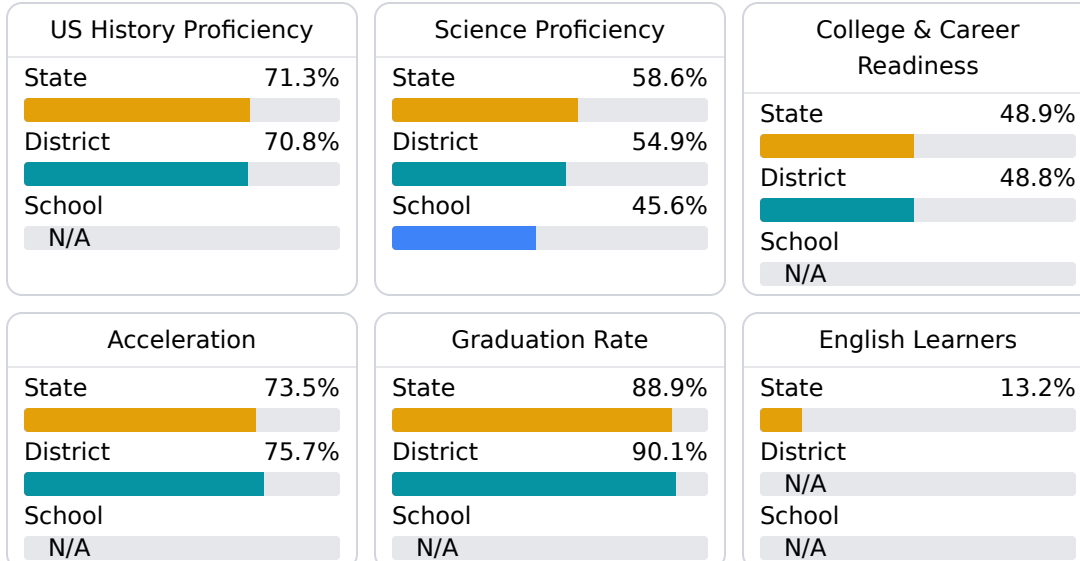 US History Proficiency
State 71.3%
District 70.8%
School
N/A
Science Proficiency
State 58.6%
District 54.9%
School 45.6%
College & Career
Readiness
State 48.9%
District 48.8%
School
N/A
Acceleration
State 73.5%
District 75.7%
School
N/A
Graduation Rate
State 88.9%
District 90.1%
School
N/A
English Learners
State 13.2%
District
N/A
School
N/A